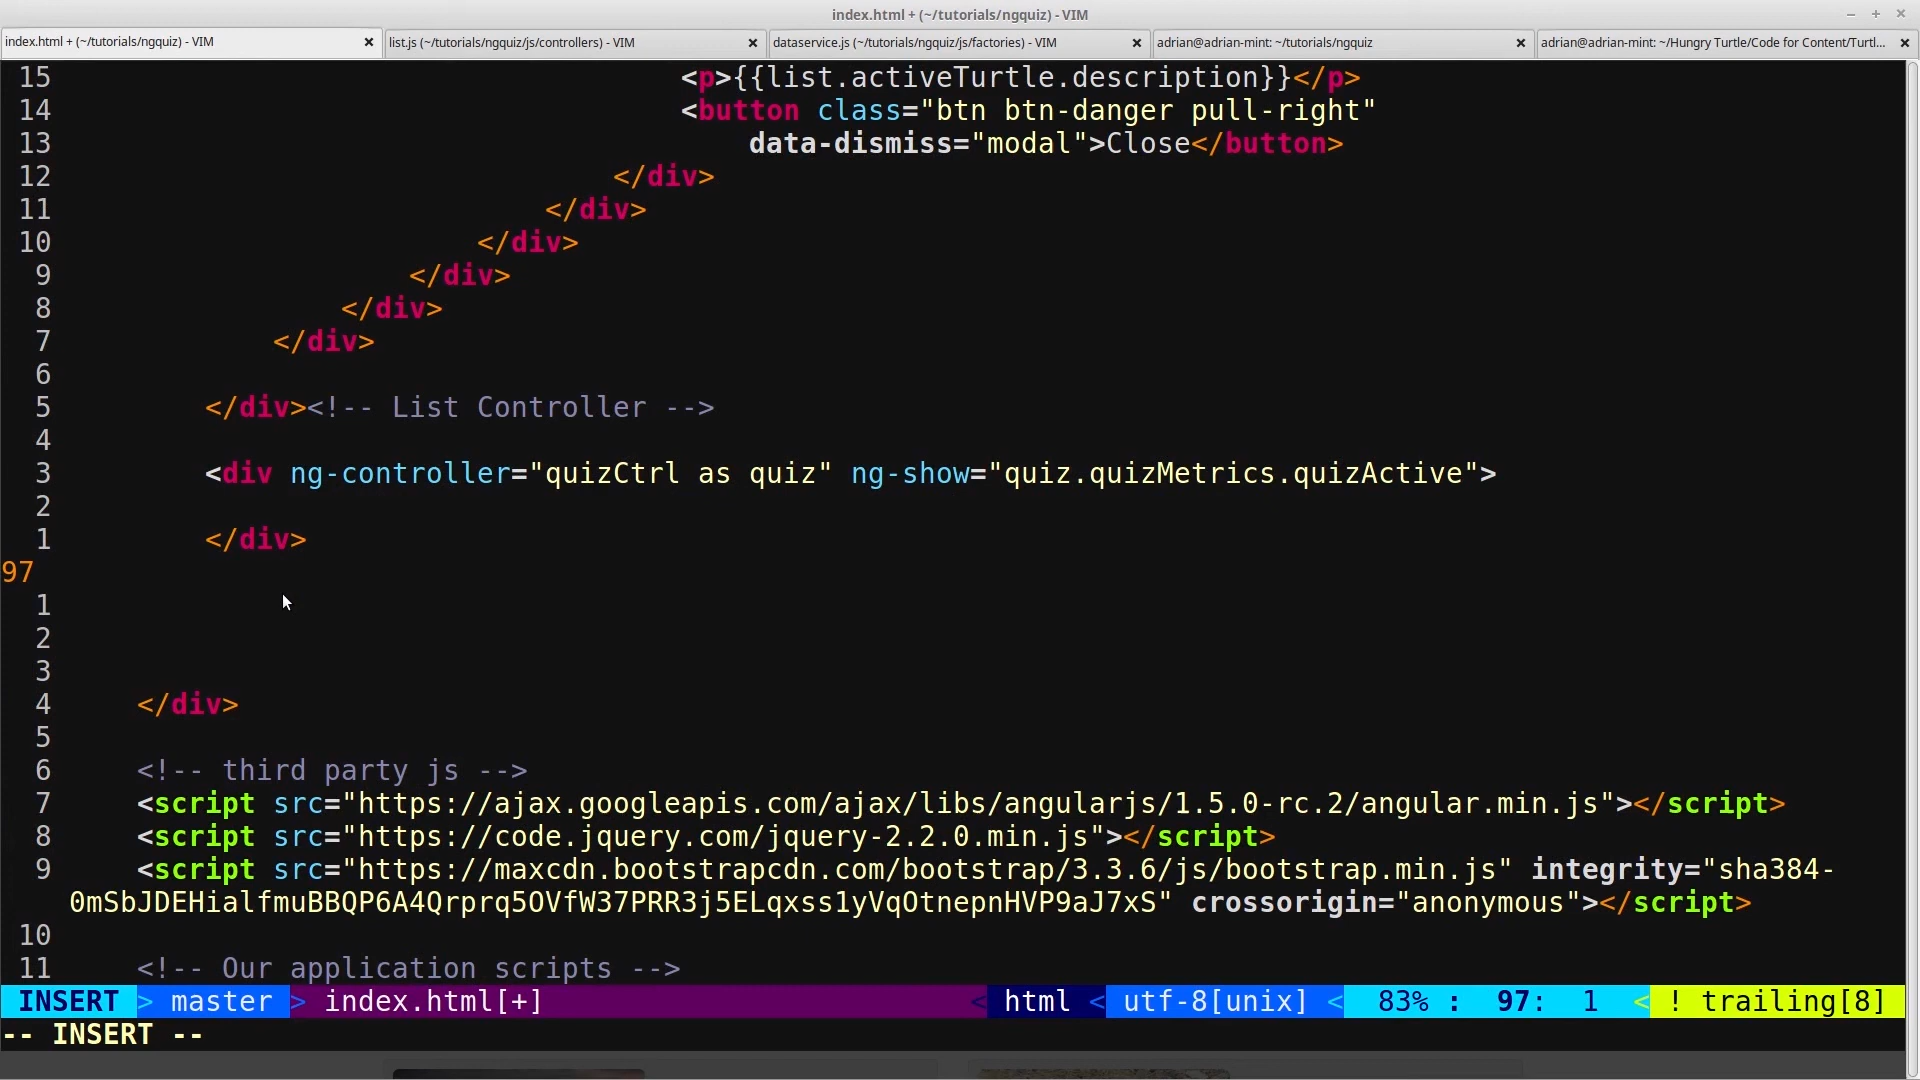 index.html + (~/tutorials/ngquiz) - VIM
index.html + (~/tutorials/ngquiz) - VIM
list.js (~/tutorials/ngquiz/js/controllers) - VIM
dataservice.js (~/tutorials/ngquiz/js/factories) - VIM
adrian@adrian-mint: ~/tutorials/ngquiz
adrian@adrian-mint: ~/Hungry Turtle/Code for Content/Turtl...
15 <p>{{list.activeTurtle.description}}</p>
14 <button class="btn btn-danger pull-right"
13 data-dismiss="modal">Close</button>
12 </div>
11 </div>
10 </div>
9 </div>
8 </div>
7 </div>
6
5 </div><!-- List Controller -->
4
3 <div ng-controller="quizCtrl as quiz" ng-show="quiz.quizMetrics.quizActive">
2
1 </div>
97
1
2
3
4 </div>
5
6 <!-- third party js -->
7 <script src="https://ajax.googleapis.com/ajax/libs/angularjs/1.5.0-rc.2/angular.min.js"></script>
8 <script src="https://code.jquery.com/jquery-2.2.0.min.js"></script>
9 <script src="https://maxcdn.bootstrapcdn.com/bootstrap/3.3.6/js/bootstrap.min.js" integrity="sha384-
0mSbJDEHialfmuBBQP6A4Qrprq5OVfW37PRR3j5ELqxss1yVqOtnepnHVP9aJ7xS" crossorigin="anonymous"></script>
10
11 <!-- Our application scripts -->
INSERT > master > index.html[+] < html < utf-8[unix] < 83% : 97: 1 < ! trailing[8]
-- INSERT --